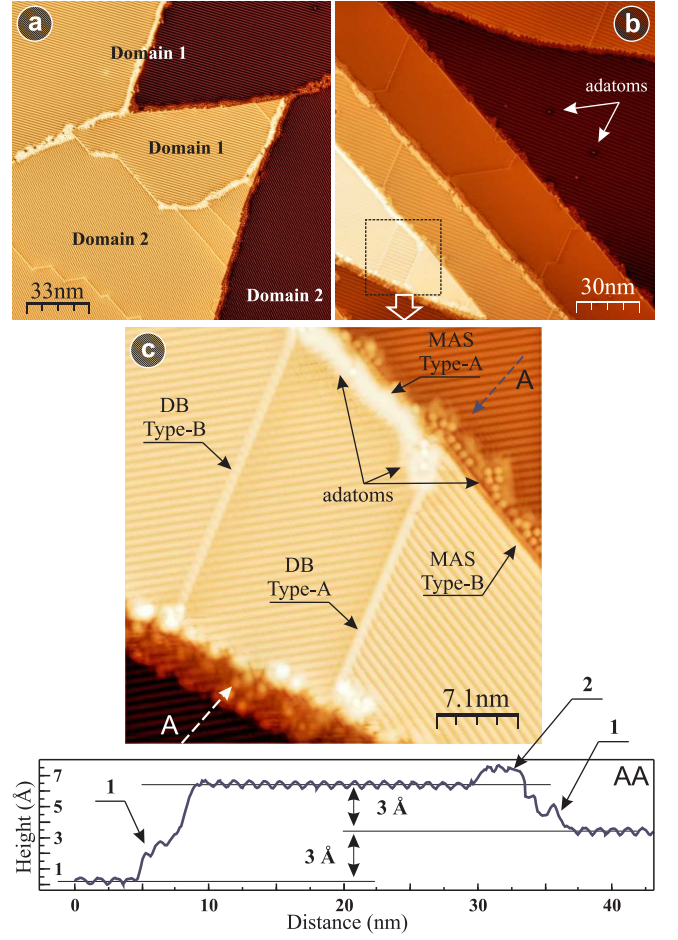 a
Domain 1
Domain 1
Domain 2
Domain 2
33nm
b
adatoms
30nm
c
MAS
Type-A
A
DB
Type-B
adatoms
DB
Type-A
MAS
Type-B
A
7.1nm
2
1
AA
1
3 Å
3 Å
Height (Å)
7
5
3
1
0
10
20
30
40
Distance (nm)